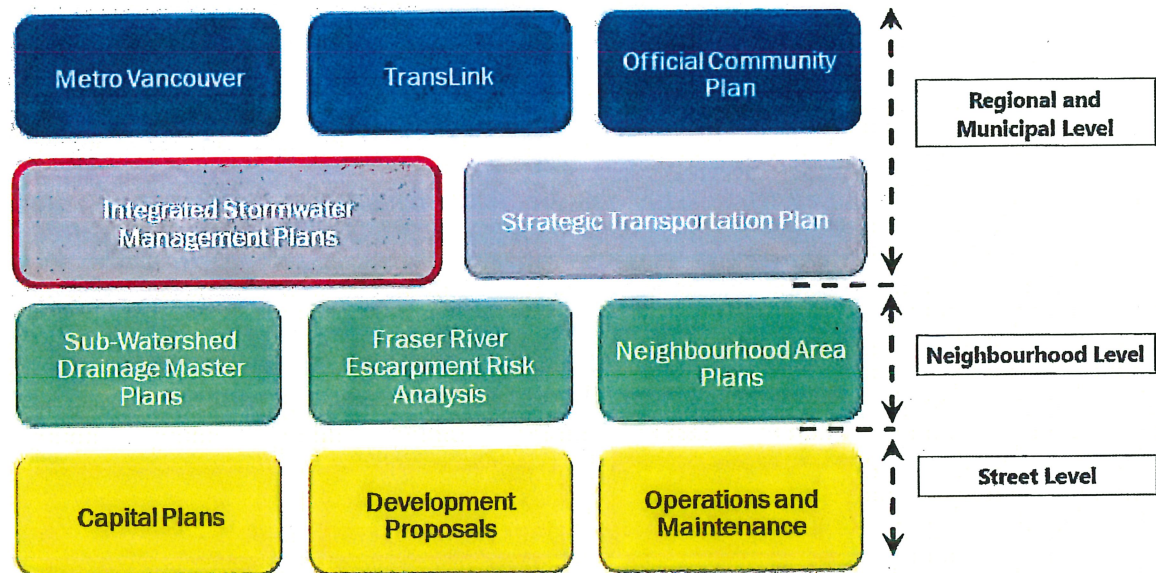 Metro Vancouver
TransLink
Official Community
Plan
Regional and
Municipal Level
Integrated Stormwater
Management Plans
Strategic Transportation Plan
Sub-Watershed
Drainage Master
Plans
Fraser River
Escarpment Risk
Analysis
Neighbourhood Area
Plans
Neighbourhood Level
Capital Plans
Development
Proposals
Operations and
Maintenance
Street Level